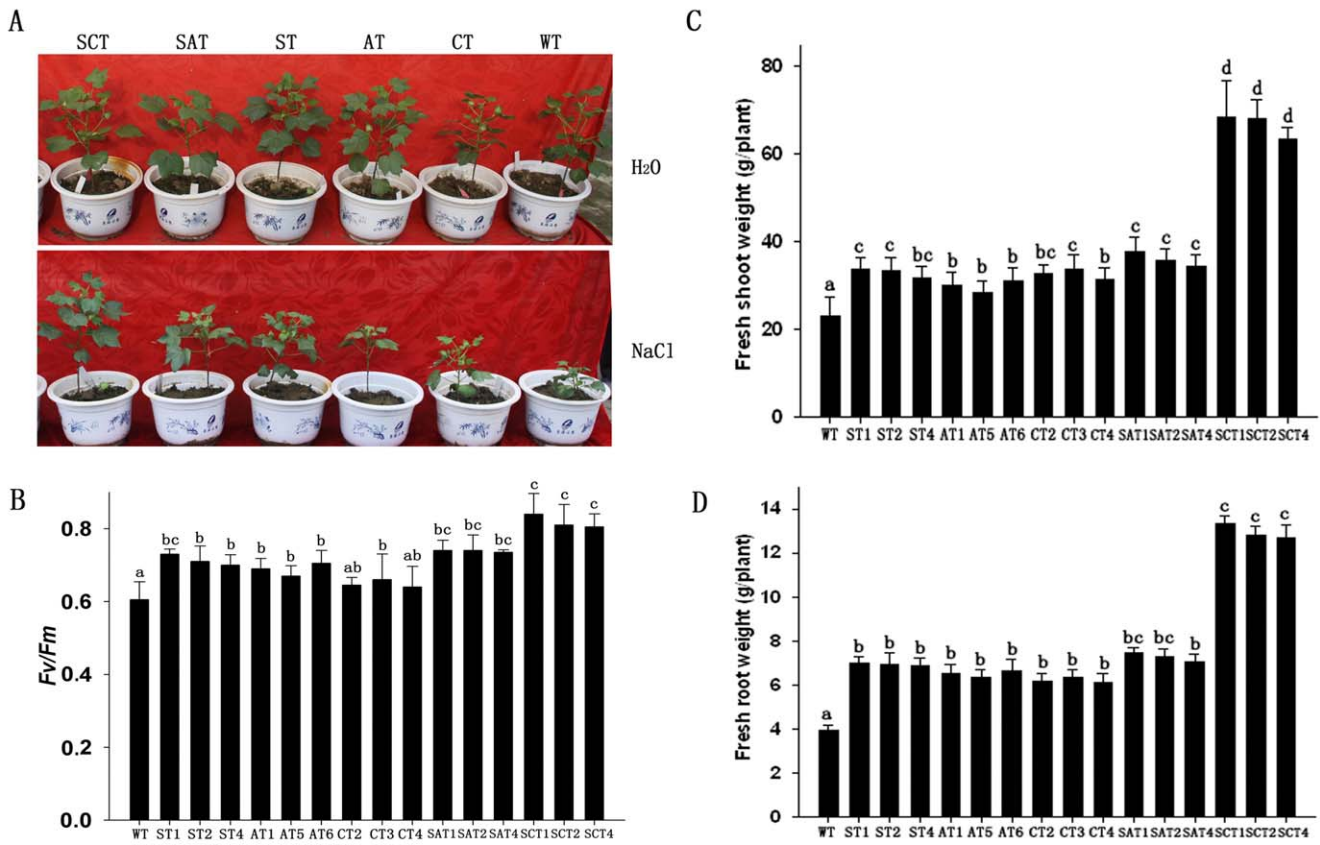 A
SCT SAT ST AT CT WT
H₂O
NaCl
B
Fv/Fm
0.8
0.6
0.4
0.2
0.0
a bc b b b b b ab b ab bc bc bc c c c
WT ST1 ST2 ST4 AT1 AT5 AT6 CT2 CT3 CT4 SAT1 SAT2 SAT4 SCT1 SCT2 SCT4
C
Fresh shoot weight (g/plant)
80
60
40
20
0
a c c bc b b b bc c b c c c d d d
WT ST1 ST2 ST4 AT1 AT5 AT6 CT2 CT3 CT4 SAT1 SAT2 SAT4 SCT1 SCT2 SCT4
D
Fresh root weight (g/plant)
14
12
10
8
6
4
2
0
a b b b b b b b b b bc bc b c c c
WT ST1 ST2 ST4 AT1 AT5 AT6 CT2 CT3 CT4 SAT1 SAT2 SAT4 SCT1 SCT2 SCT4